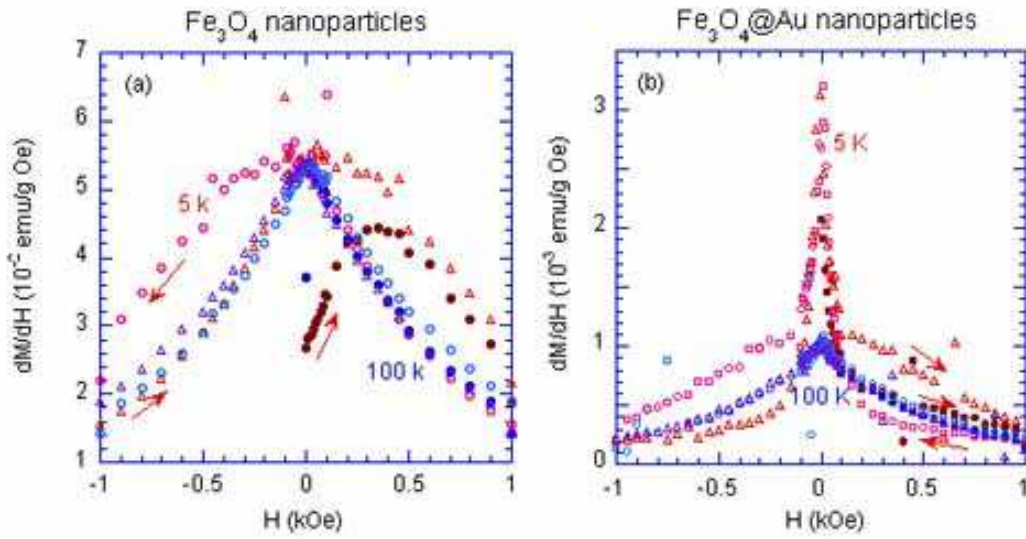 Fe₃O₄ nanoparticles
Fe₃O₄@Au nanoparticles
(a)
7
6
5
4
3
2
1
dM/dH (10⁻² emu/g Oe)
5 k
100 k
-1
-0.5
0
0.5
1
H (kOe)
(b)
3
2
1
0
dM/dH (10⁻³ emu/g Oe)
5 K
100 K
-1
-0.5
0
0.5
1
H (kOe)